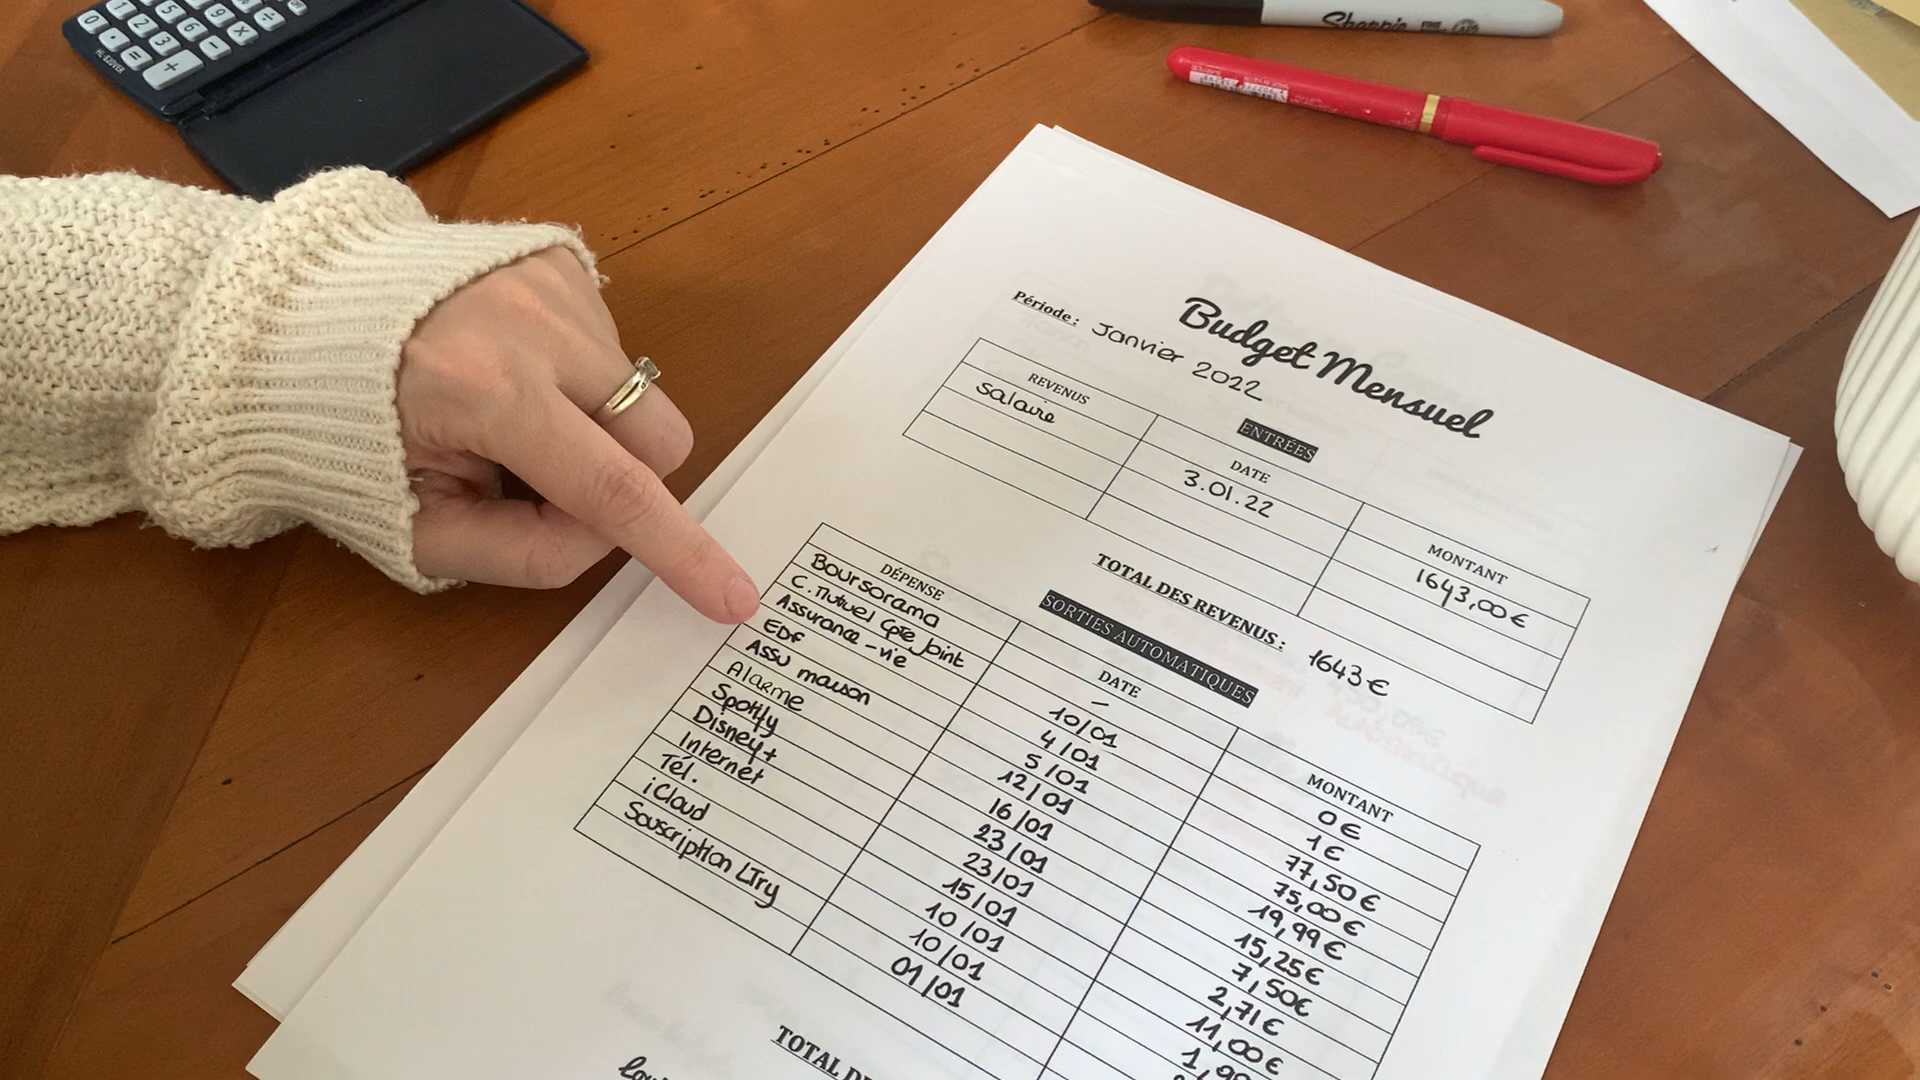 HL-820VER
Sharpie
FINE
Budget Mensuel
Période : Janvier 2022
ENTRÉES
REVENUS DATE MONTANT
Salaire 3.01.22 1643,00€
TOTAL DES REVENUS : 1643€
SORTIES AUTOMATIQUES
DÉPENSE DATE MONTANT
Boursorama - 0€
C. Mutuel Cpte Joint 10/01 1€
Assurance-vie 4/01 77,50€
EDF 5/01 75,00€
Assu maison 12/01 19,99€
Alarme 16/01 15,25€
Spotify 23/01 7,50€
Disney+ 23/01 2,71€
Internet 15/01 11,00€
Tél. 10/01
iCloud 10/01
Souscription LTry 01/01
TOTAL